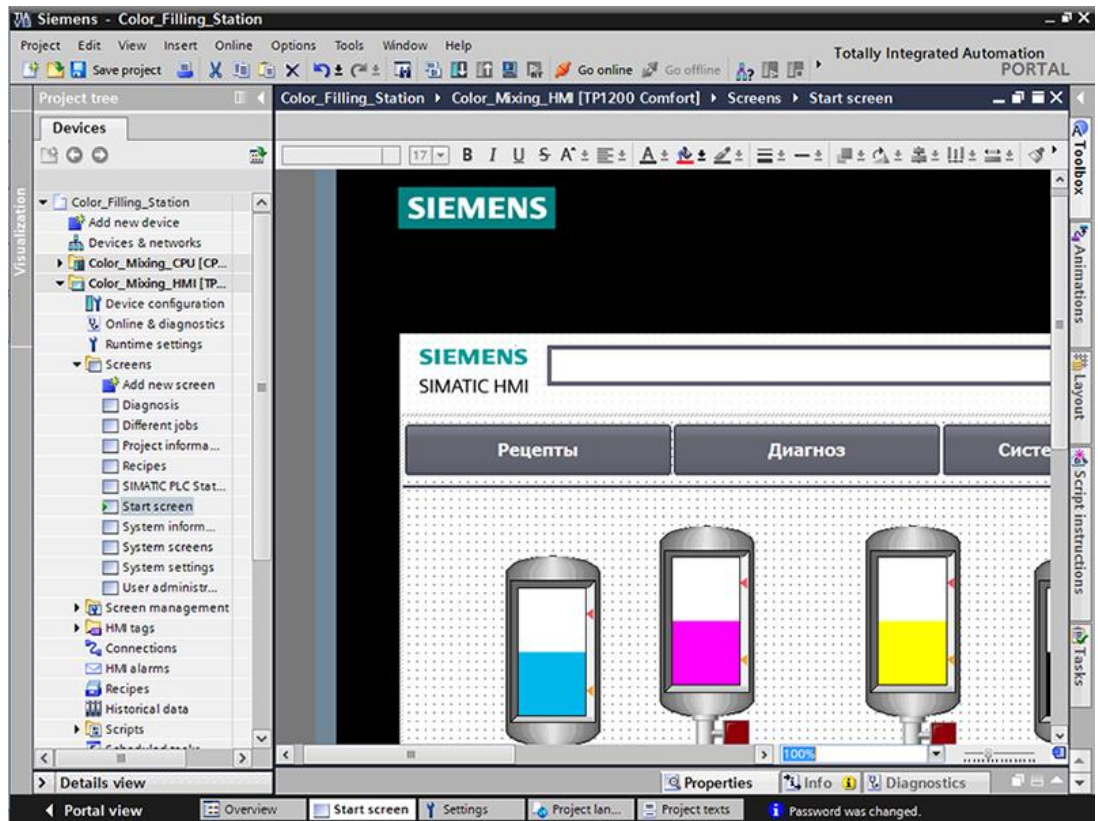 Siemens - Color_Filling_Station
Project Edit View Insert Online Options Tools Window Help
Totally Integrated Automation
PORTAL
Save project Go online Go offline
Project tree
Color_Filling_Station Color_Mixing_HMI [TP1200 Comfort] Screens Start screen
Devices
17 B I U S A A
Visualization
Color_Filling_Station
Add new device
Devices & networks
Color_Mixing_CPU [CP...
Color_Mixing_HMI [TP...
Device configuration
Online & diagnostics
Runtime settings
Screens
Add new screen
Diagnosis
Different jobs
Project informa...
Recipes
SIMATIC PLC Stat...
Start screen
System inform...
System screens
System settings
User administr...
Screen management
HMI tags
Connections
HMI alarms
Recipes
Historical data
Scripts
Scheduled tasks
SIEMENS
SIEMENS
SIMATIC HMI
Рецепты Диагноз Систе
Toolbox
Animations
Layout
Script instructions
Tasks
100%
Details view
Properties Info Diagnostics
Portal view Overview Start screen Settings Project lan... Project texts Password was changed.